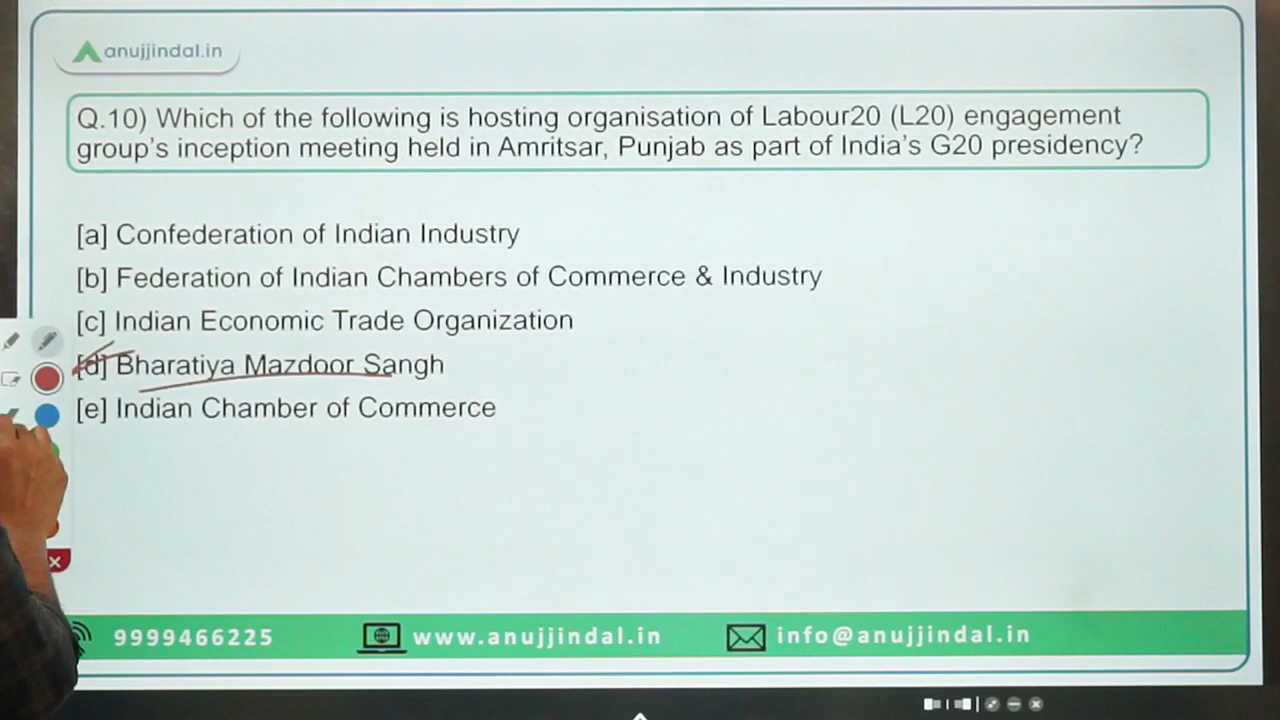 anujjindal.in
Q.10) Which of the following is hosting organisation of Labour20 (L20) engagement
group's inception meeting held in Amritsar, Punjab as part of India's G20 presidency?
[a] Confederation of Indian Industry
[b] Federation of Indian Chambers of Commerce & Industry
[c] Indian Economic Trade Organization
[d] Bharatiya Mazdoor Sangh
[e] Indian Chamber of Commerce
9999466225 www.anujjindal.in info@anujjindal.in